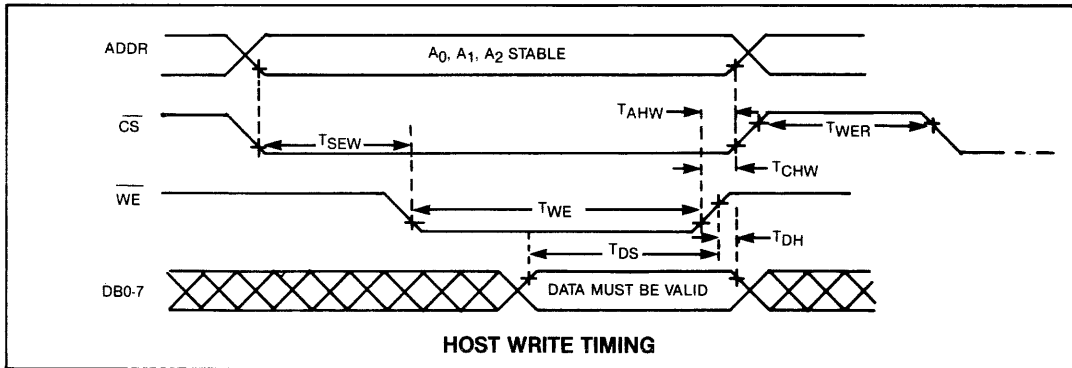 ADDR
A0, A1, A2 STABLE
TAHW
CS
TSEW
TWER
TCHW
WE
TWE
TDS
TDH
DB0-7
DATA MUST BE VALID
HOST WRITE TIMING